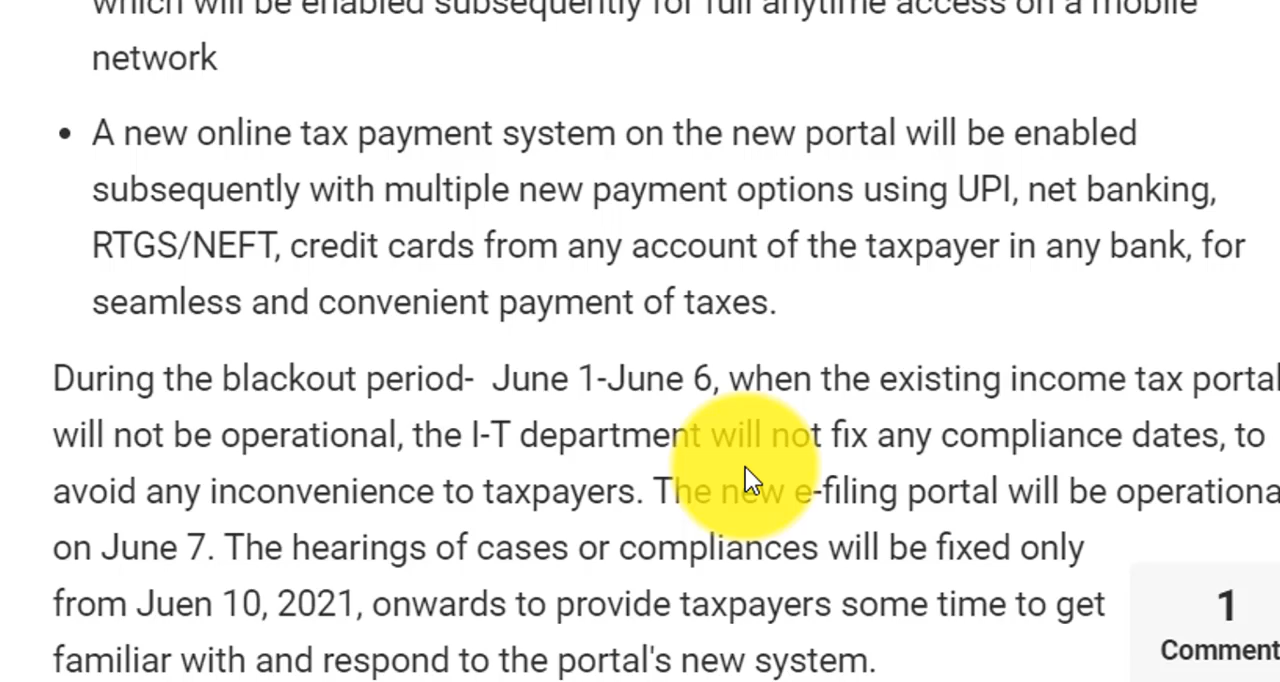 which will be enabled subsequently for full anytime access on a mobile
network
• A new online tax payment system on the new portal will be enabled
subsequently with multiple new payment options using UPI, net banking,
RTGS/NEFT, credit cards from any account of the taxpayer in any bank, for
seamless and convenient payment of taxes.
During the blackout period- June 1-June 6, when the existing income tax portal
will not be operational, the I-T department will not fix any compliance dates, to
avoid any inconvenience to taxpayers. The new e-filing portal will be operationa
on June 7. The hearings of cases or compliances will be fixed only
from Juen 10, 2021, onwards to provide taxpayers some time to get
familiar with and respond to the portal's new system.
1
Comment